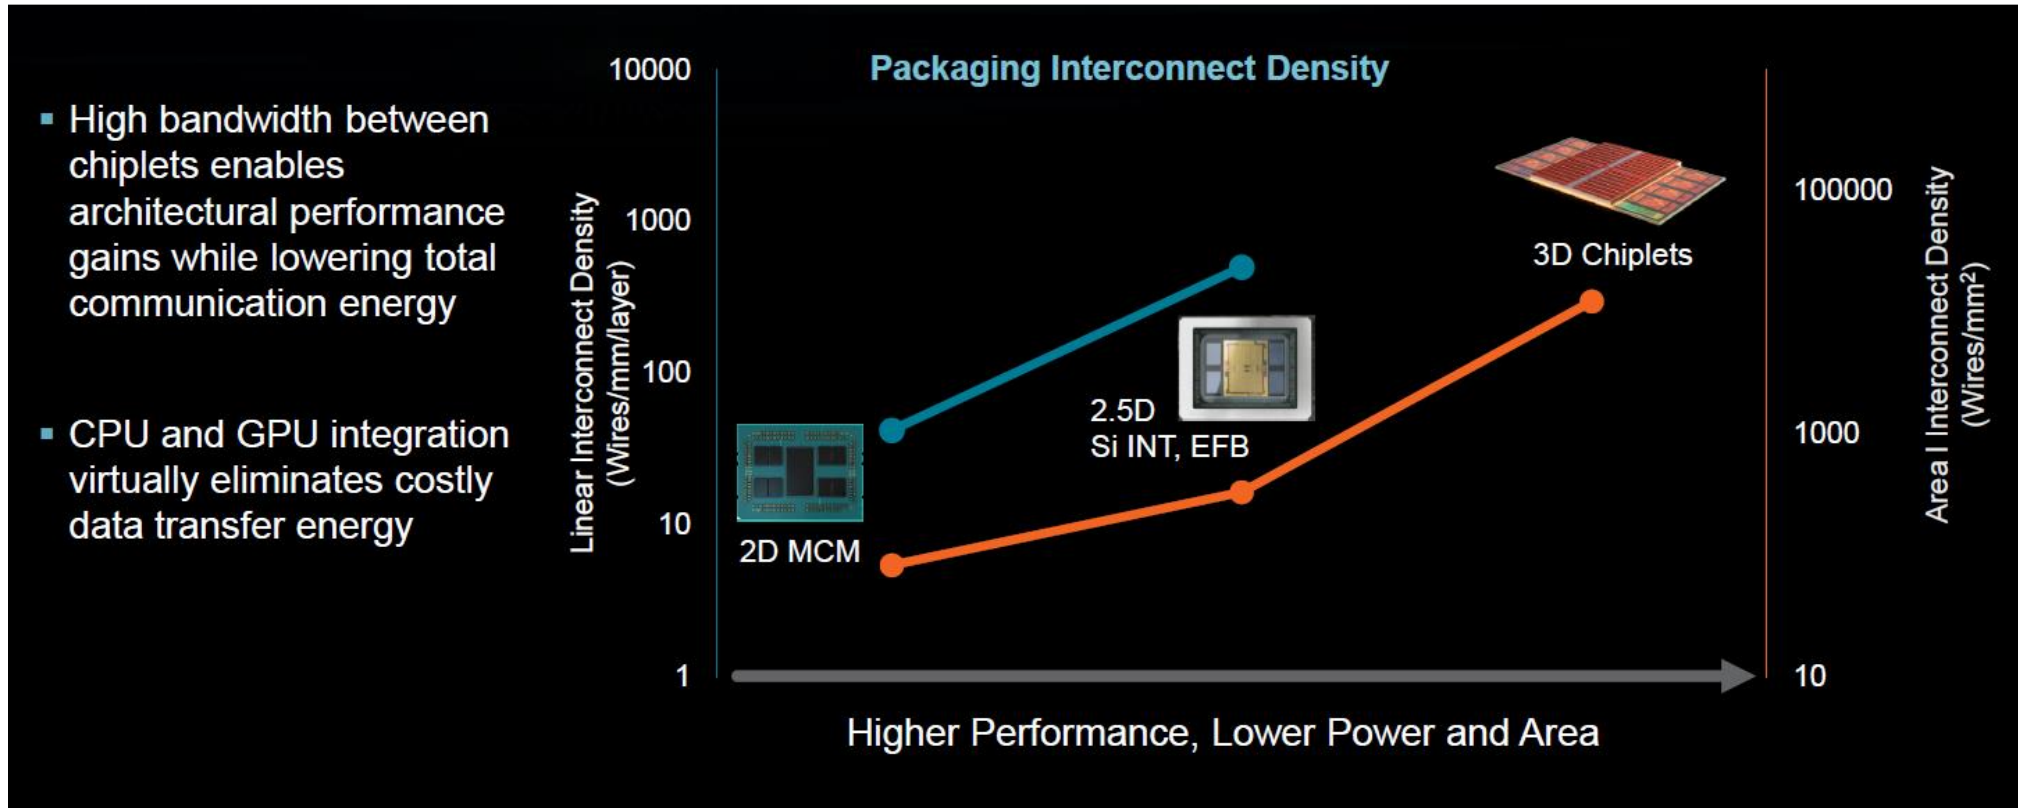 Packaging Interconnect Density
▪ High bandwidth between
chiplets enables
architectural performance
gains while lowering total
communication energy
▪ CPU and GPU integration
virtually eliminates costly
data transfer energy
Linear Interconnect Density
(Wires/mm/layer)
10000
1000
100
10
1
2D MCM
2.5D
Si INT, EFB
3D Chiplets
100000
1000
10
Area l Interconnect Density
(Wires/mm²)
Higher Performance, Lower Power and Area